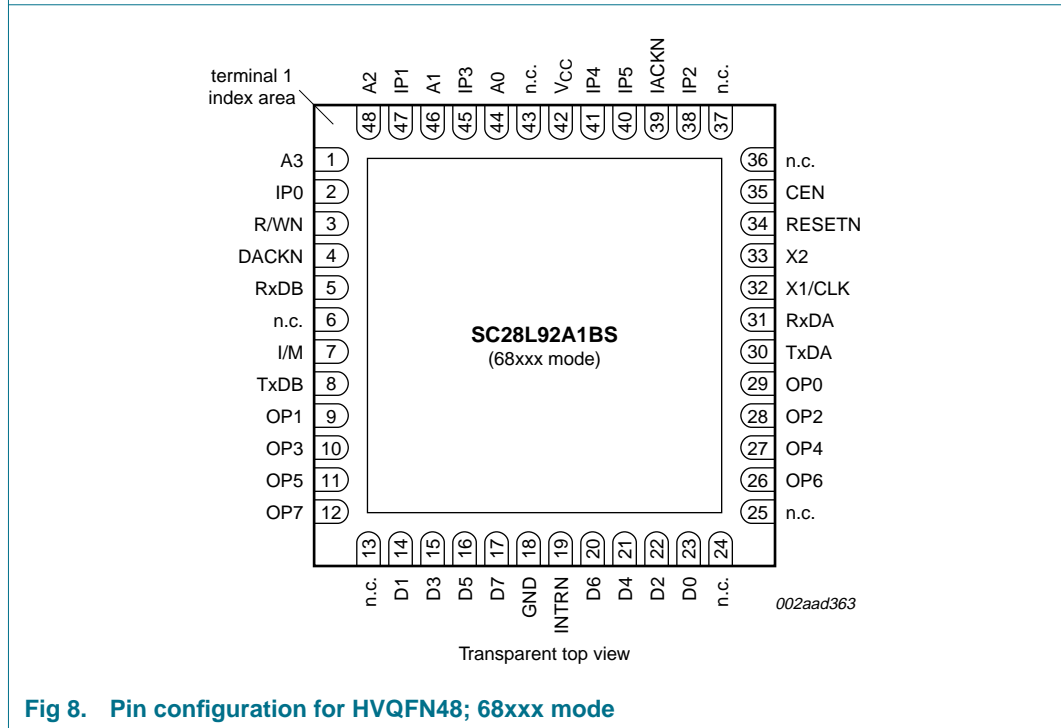 terminal 1
index area
A2
IP1
A1
IP3
A0
n.c.
VCC
IP4
IP5
IACKN
IP2
n.c.
48
47
46
45
44
43
42
41
40
39
38
37
A3 1
IP0 2
R/WN 3
DACKN 4
RxDB 5
n.c. 6
I/M 7
TxDB 8
OP1 9
OP3 10
OP5 11
OP7 12
36 n.c.
35 CEN
34 RESETN
33 X2
32 X1/CLK
31 RxDA
30 TxDA
29 OP0
28 OP2
27 OP4
26 OP6
25 n.c.
SC28L92A1BS
(68xxx mode)
13
14
15
16
17
18
19
20
21
22
23
24
n.c.
D1
D3
D5
D7
GND
INTRN
D6
D4
D2
D0
n.c.
002aad363
Transparent top view
Fig 8. Pin configuration for HVQFN48; 68xxx mode